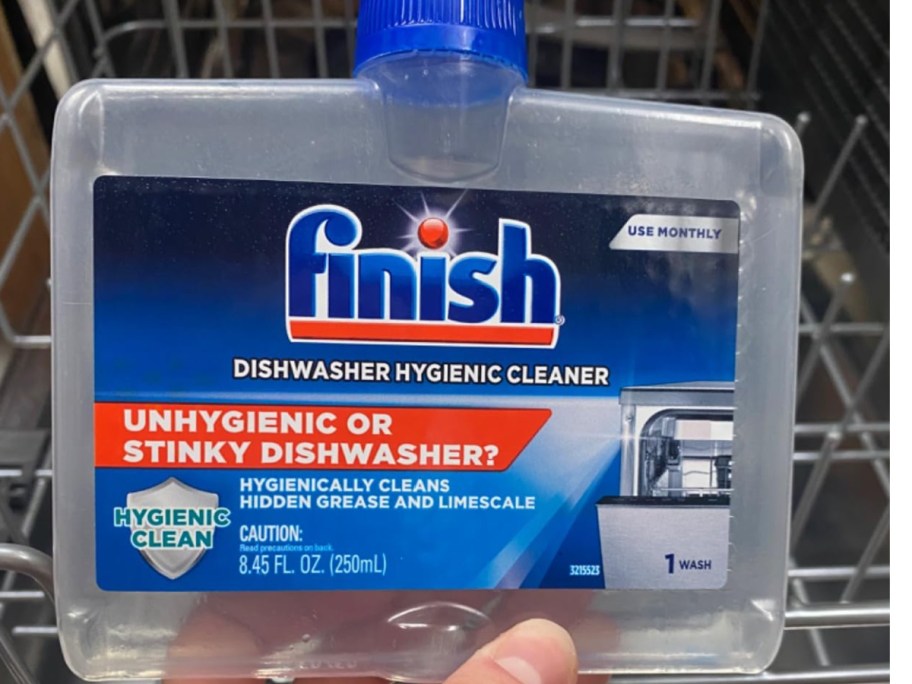 finish®
USE MONTHLY
DISHWASHER HYGIENIC CLEANER
UNHYGIENIC OR
STINKY DISHWASHER?
HYGIENICALLY CLEANS
HIDDEN GREASE AND LIMESCALE
HYGIENIC
CLEAN
CAUTION:
Read precautions on back.
8.45 FL. OZ. (250mL)
3215523
1 WASH